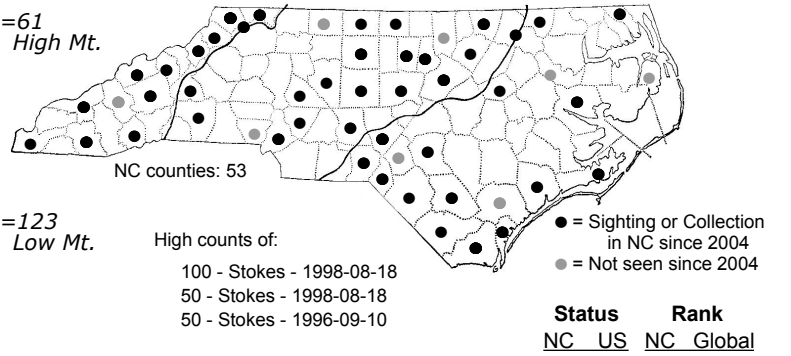 =61
High Mt.
NC counties: 53
=123
Low Mt.
High counts of:
100 - Stokes - 1998-08-18
50 - Stokes - 1998-08-18
50 - Stokes - 1996-09-10
= Sighting or Collection
in NC since 2004
= Not seen since 2004
Status Rank
NC US NC Global